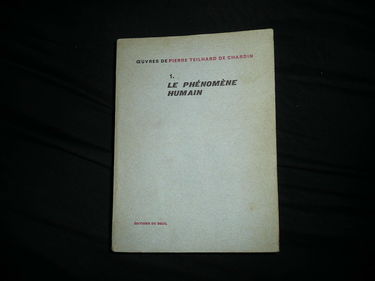 ŒUVRES DE PIERRE TEILHARD DE CHARDIN
1.
LE PHÉNOMÈNE
HUMAIN
ÉDITIONS DU SEUIL